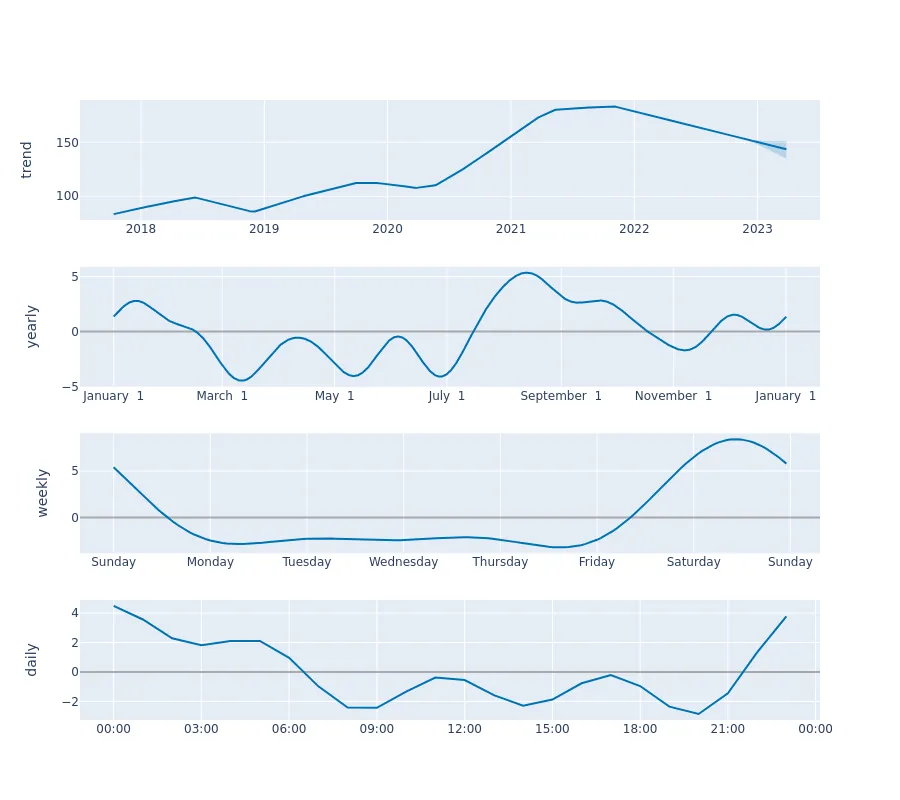 trend
150
100
2018 2019 2020 2021 2022 2023
yearly
5
0
−5
January 1 March 1 May 1 July 1 September 1 November 1 January 1
weekly
5
0
Sunday Monday Tuesday Wednesday Thursday Friday Saturday Sunday
daily
4
2
0
−2
00:00 03:00 06:00 09:00 12:00 15:00 18:00 21:00 00:00